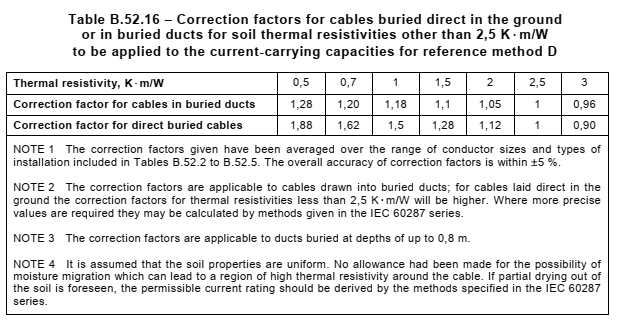 Table B.52.16 – Correction factors for cables buried direct in the ground
or in buried ducts for soil thermal resistivities other than 2,5 K·m/W
to be applied to the current-carrying capacities for reference method D
Thermal resistivity, K·m/W 0,5 0,7 1 1,5 2 2,5 3
Correction factor for cables in buried ducts 1,28 1,20 1,18 1,1 1,05 1 0,96
Correction factor for direct buried cables 1,88 1,62 1,5 1,28 1,12 1 0,90
NOTE 1 The correction factors given have been averaged over the range of conductor sizes and types of
installation included in Tables B.52.2 to B.52.5. The overall accuracy of correction factors is within ±5 %.
NOTE 2 The correction factors are applicable to cables drawn into buried ducts; for cables laid direct in the
ground the correction factors for thermal resistivities less than 2,5 K·m/W will be higher. Where more precise
values are required they may be calculated by methods given in the IEC 60287 series.
NOTE 3 The correction factors are applicable to ducts buried at depths of up to 0,8 m.
NOTE 4 It is assumed that the soil properties are uniform. No allowance had been made for the possibility of
moisture migration which can lead to a region of high thermal resistivity around the cable. If partial drying out of
the soil is foreseen, the permissible current rating should be derived by the methods specified in the IEC 60287
series.